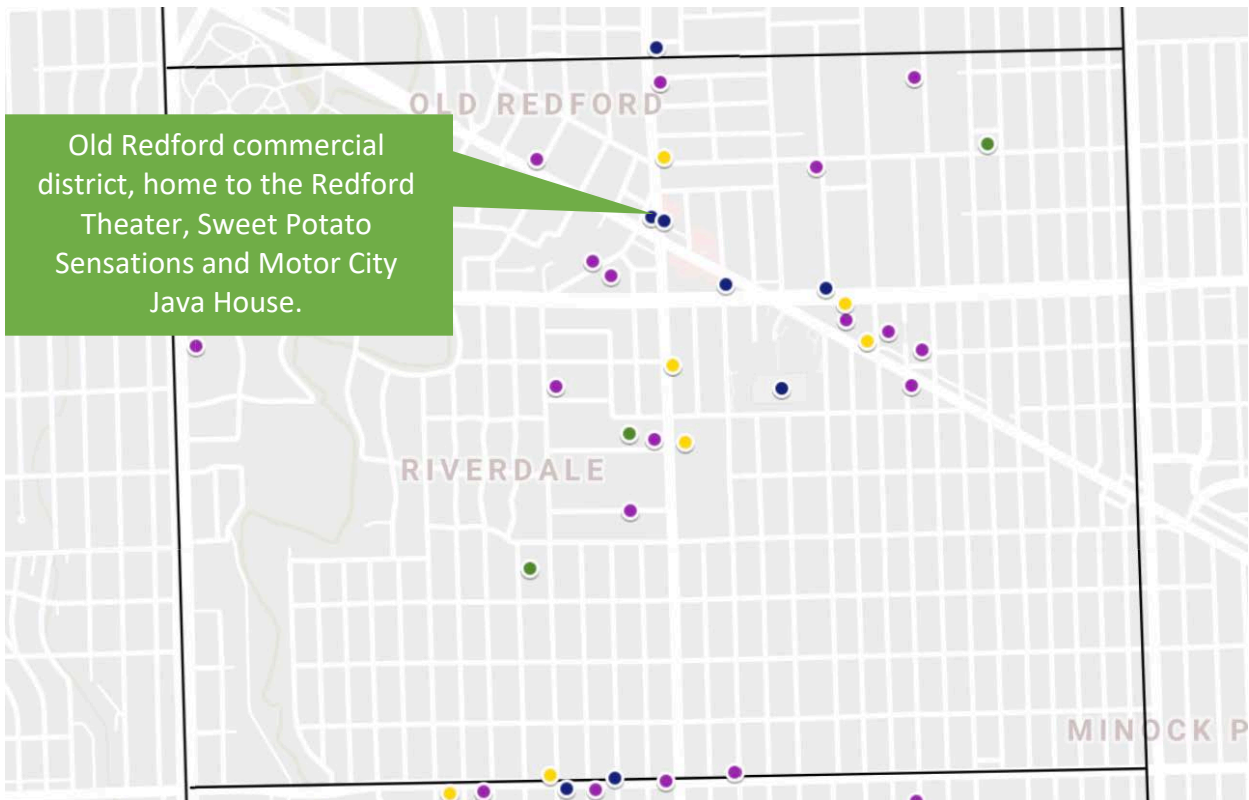 OLD REDFORD
Old Redford commercial
district, home to the Redford
Theater, Sweet Potato
Sensations and Motor City
Java House.
RIVERDALE
MINOCK P